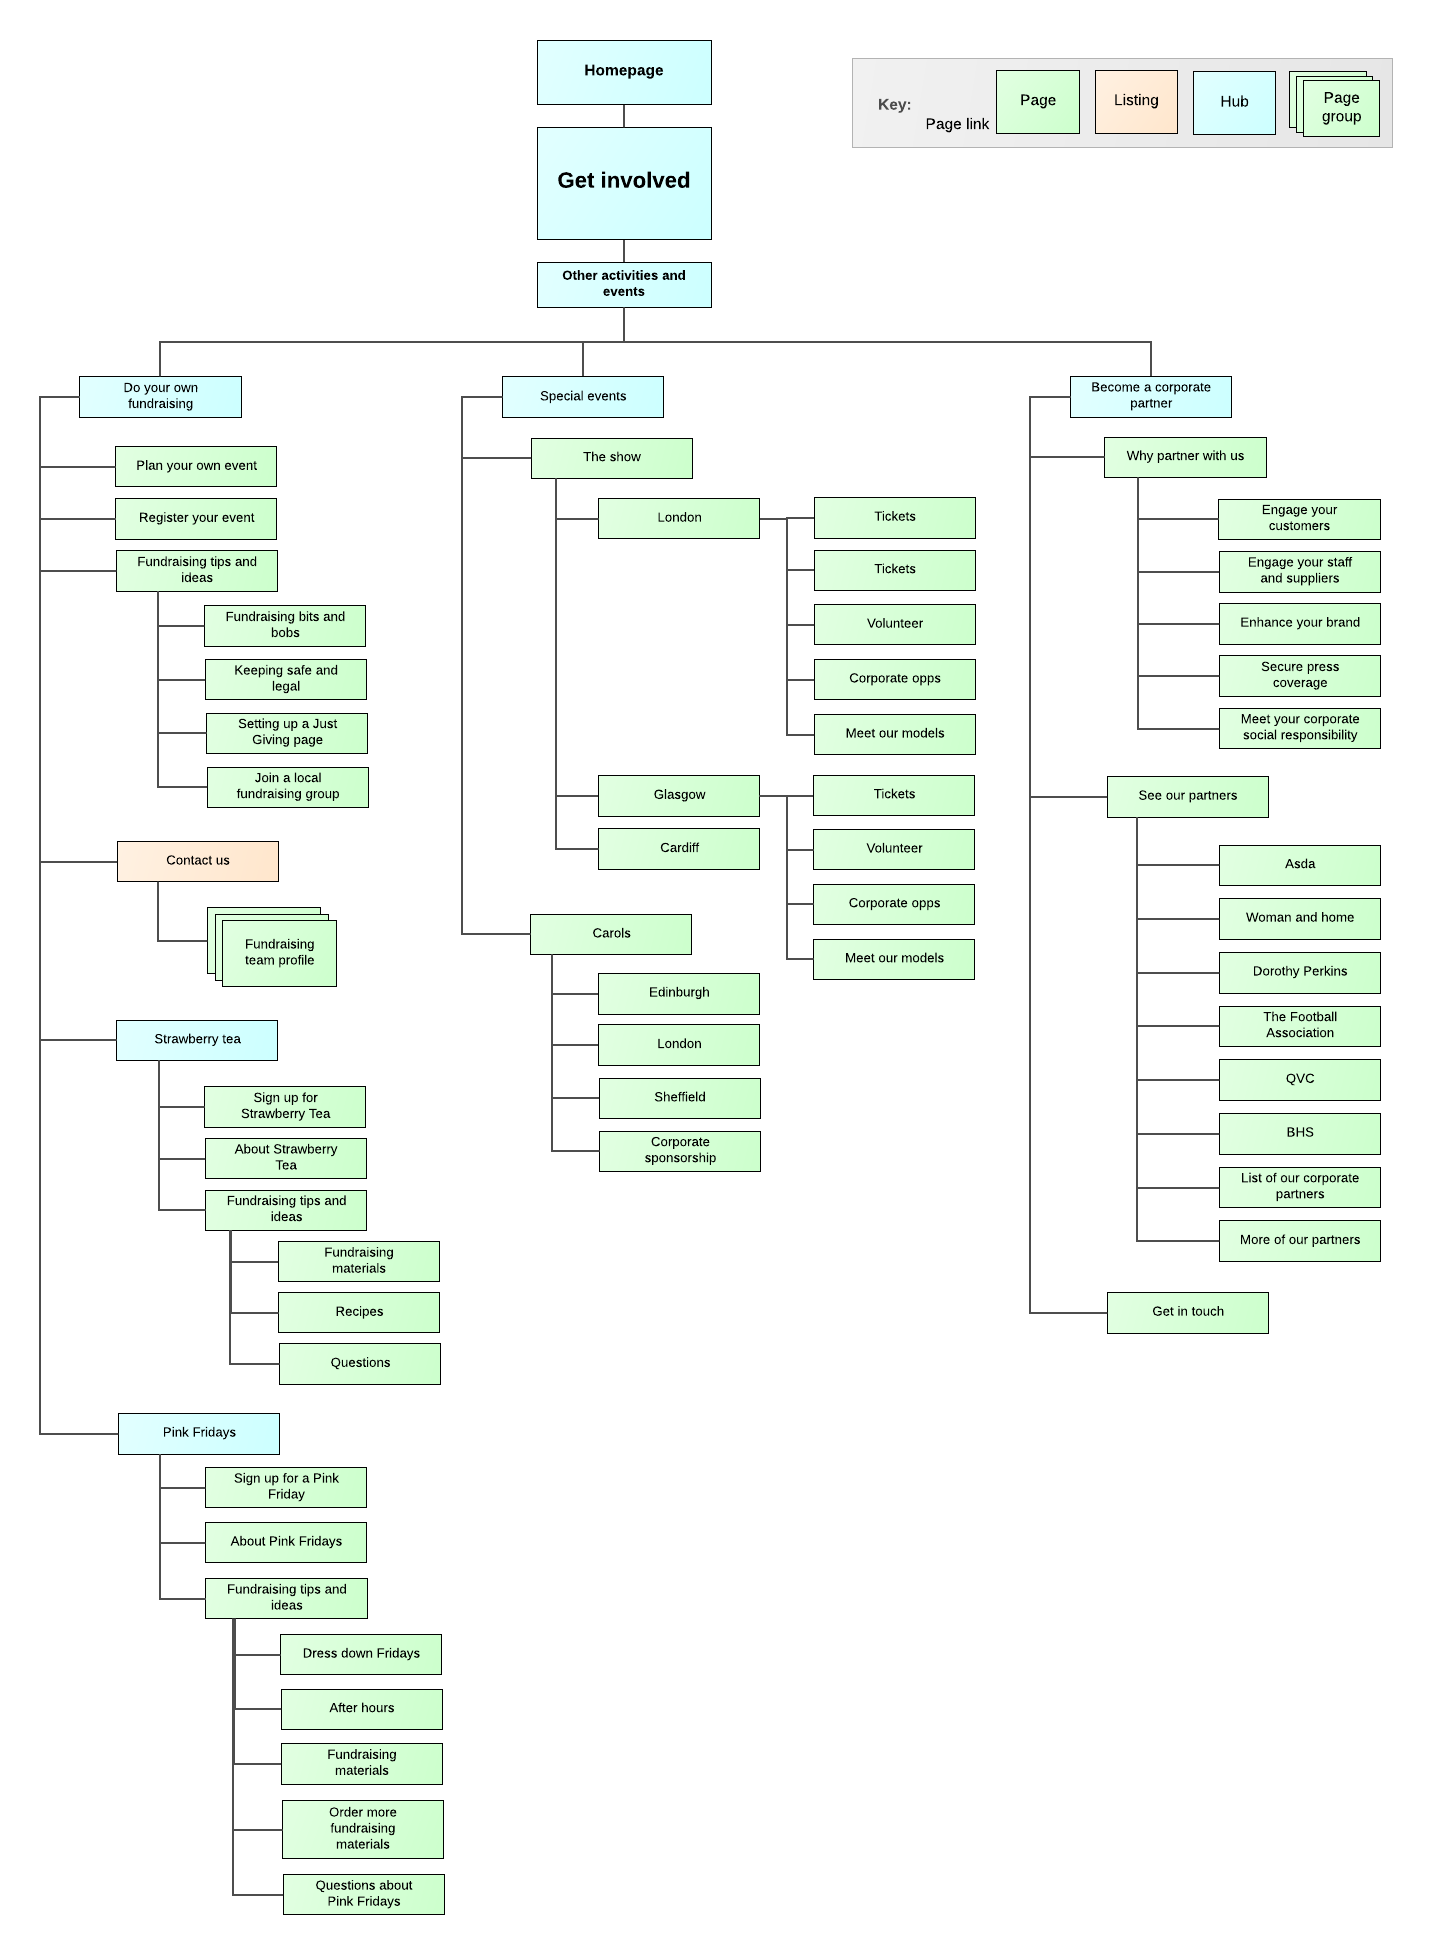 Homepage
Key:
Page link
Page
Listing
Hub
Page
group
Get involved
Other activities and
events
Do your own
fundraising
Plan your own event
Register your event
Fundraising tips and
ideas
Fundraising bits and
bobs
Keeping safe and
legal
Setting up a Just
Giving page
Join a local
fundraising group
Contact us
Fundraising
team profile
Strawberry tea
Sign up for
Strawberry Tea
About Strawberry
Tea
Fundraising tips and
ideas
Fundraising
materials
Recipes
Questions
Pink Fridays
Sign up for a Pink
Friday
About Pink Fridays
Fundraising tips and
ideas
Dress down Fridays
After hours
Fundraising
materials
Order more
fundraising
materials
Questions about
Pink Fridays
Special events
The show
London
Tickets
Tickets
Volunteer
Corporate opps
Meet our models
Glasgow
Tickets
Cardiff
Volunteer
Corporate opps
Meet our models
Carols
Edinburgh
London
Sheffield
Corporate
sponsorship
Become a corporate
partner
Why partner with us
Engage your
customers
Engage your staff
and suppliers
Enhance your brand
Secure press
coverage
Meet your corporate
social responsibility
See our partners
Asda
Woman and home
Dorothy Perkins
The Football
Association
QVC
BHS
List of our corporate
partners
More of our partners
Get in touch